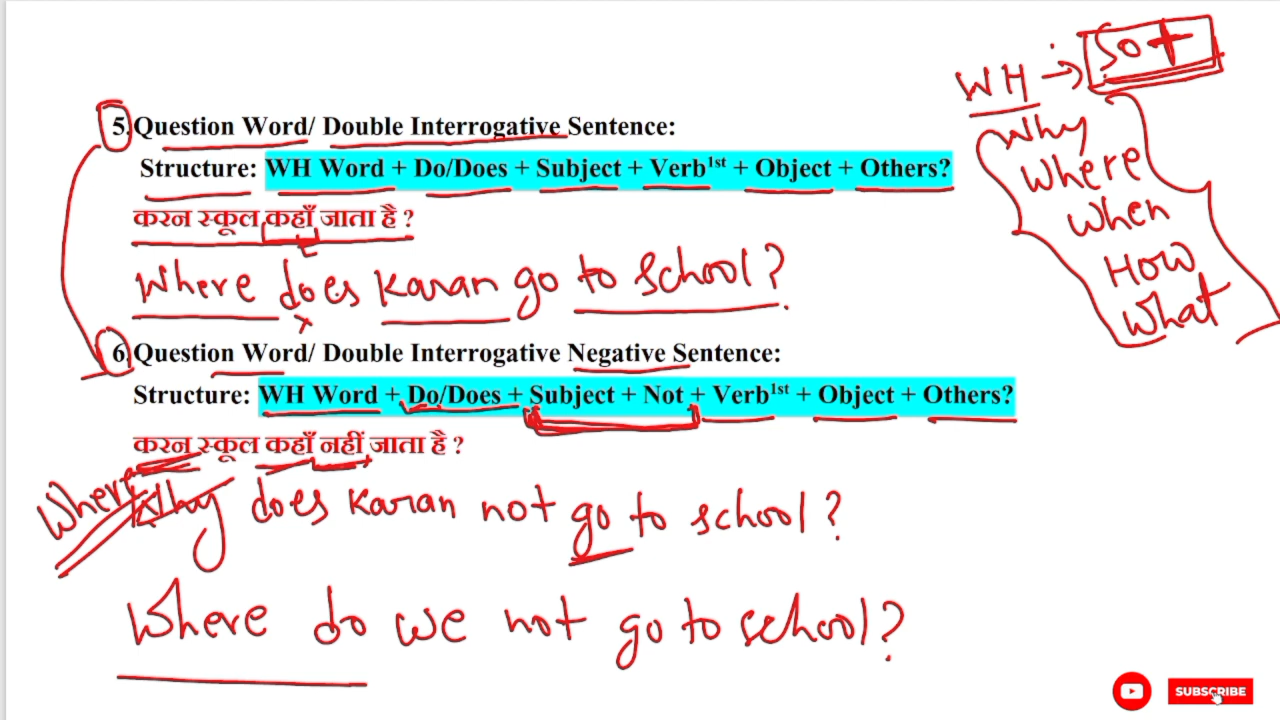 WH → So+
Why
Where
When
How
What
5. Question Word/ Double Interrogative Sentence:
Structure: WH Word + Do/Does + Subject + Verb1st + Object + Others?
करन स्कूल कहाँ जाता है ?
Where does Karan go to school?
6. Question Word/ Double Interrogative Negative Sentence:
Structure: WH Word + Do/Does + Subject + Not + Verb1st + Object + Others?
करन स्कूल कहाँ नहीं जाता है ?
Where Why does Karan not go to school?
Where do we not go to school?
SUBSCRIBE